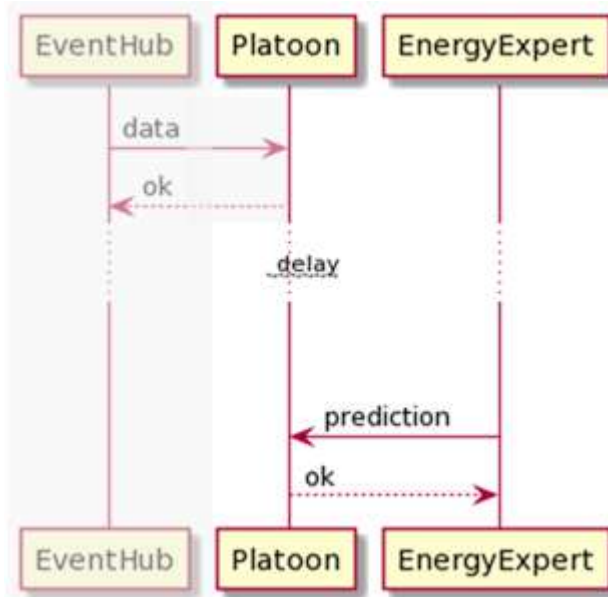 EventHub Platoon EnergyExpert
data
ok
delay
prediction
ok
EventHub Platoon EnergyExpert